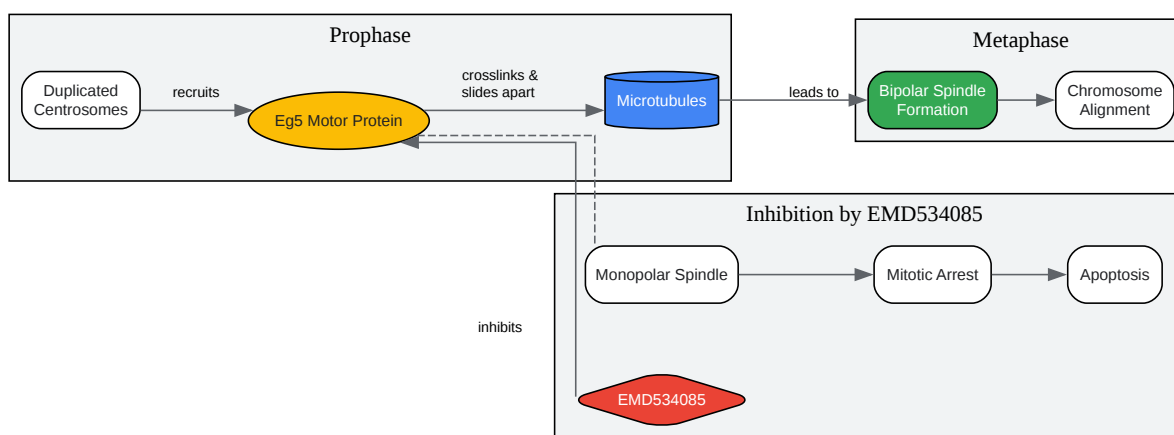 Prophase
Duplicated
Centrosomes
recruits
Eg5 Motor Protein
crosslinks &
slides apart
Microtubules
leads to
Metaphase
Bipolar Spindle
Formation
Chromosome
Alignment
Inhibition by EMD534085
Monopolar Spindle
Mitotic Arrest
Apoptosis
inhibits
EMD534085